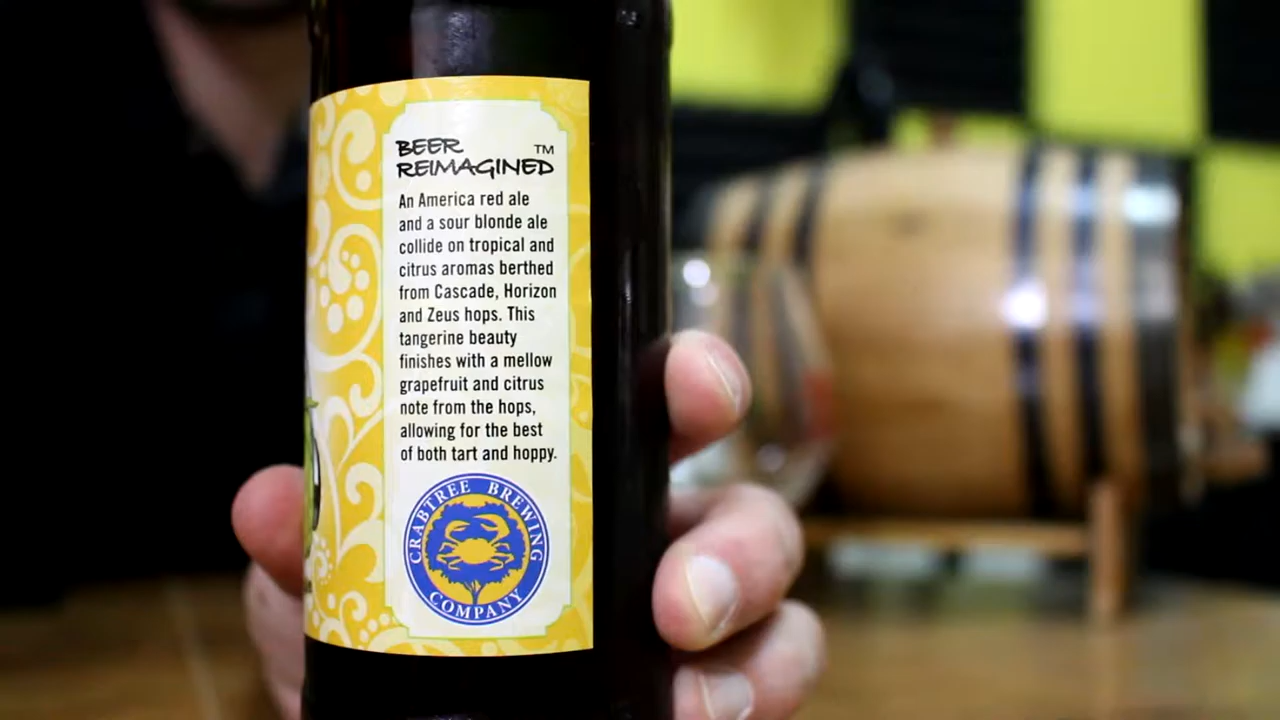 BEER
REIMAGINED™
An America red ale
and a sour blonde ale
collide on tropical and
citrus aromas berthed
from Cascade, Horizon
and Zeus hops. This
tangerine beauty
finishes with a mellow
grapefruit and citrus
note from the hops,
allowing for the best
of both tart and hoppy.
CRABTREE BREWING
COMPANY